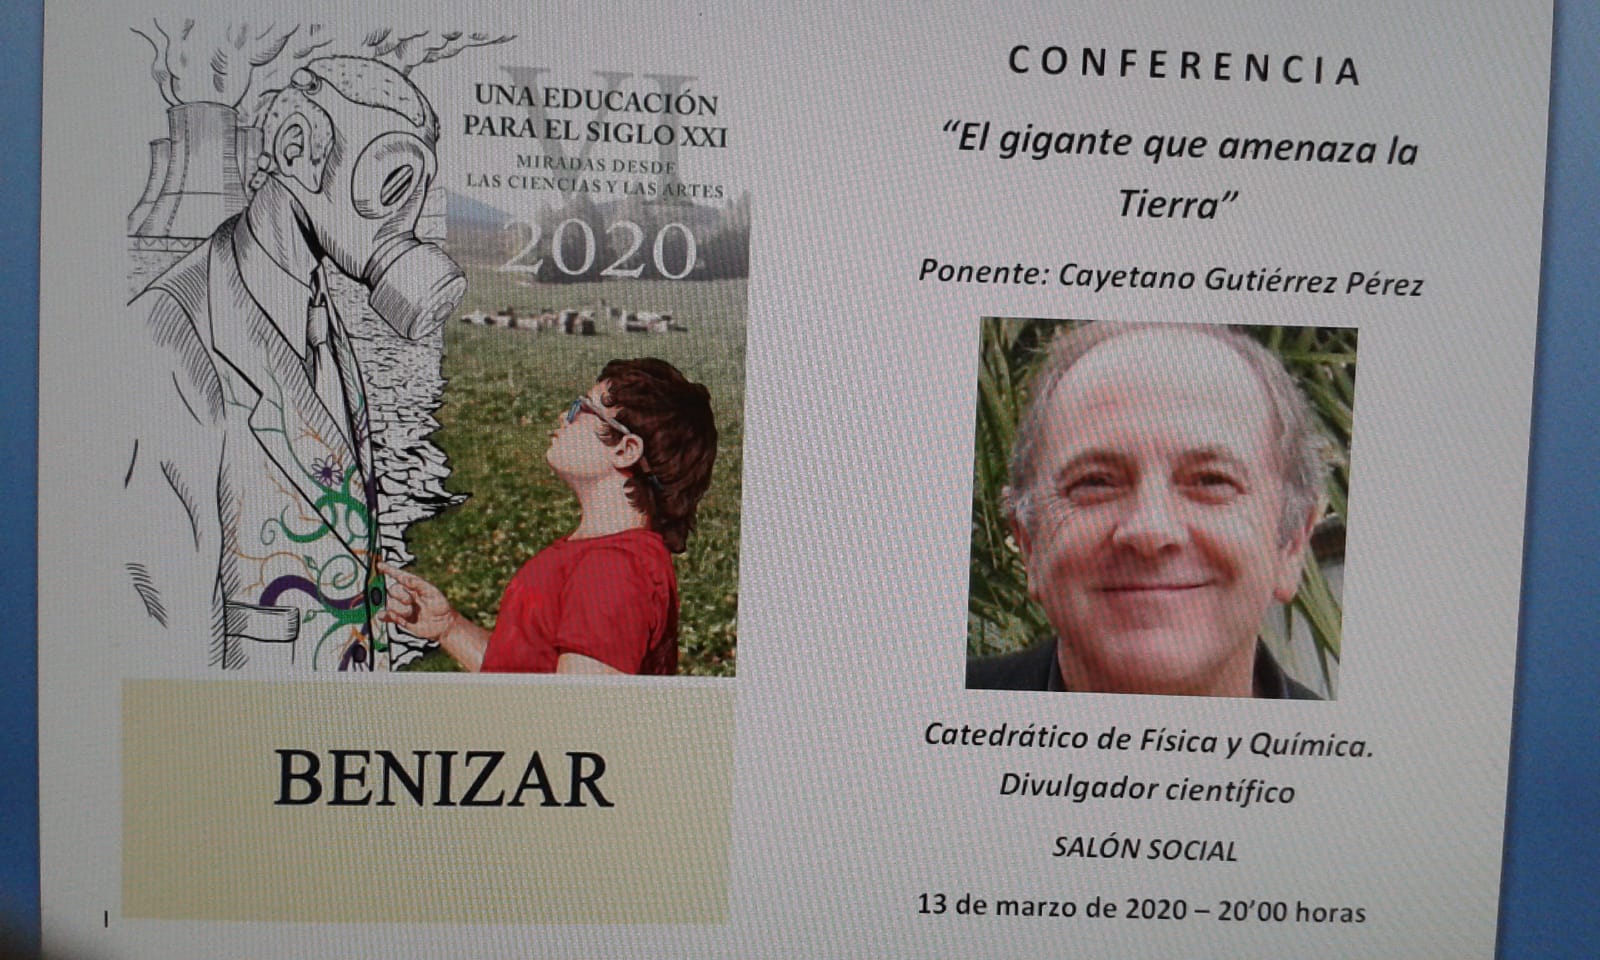 VI
UNA EDUCACIÓN
PARA EL SIGLO XXI
MIRADAS DESDE
LAS CIENCIAS Y LAS ARTES
2020
BENIZAR
CONFERENCIA
“El gigante que amenaza la
Tierra”
Ponente: Cayetano Gutiérrez Pérez
Catedrático de Física y Química.
Divulgador científico
SALÓN SOCIAL
13 de marzo de 2020 – 20’00 horas